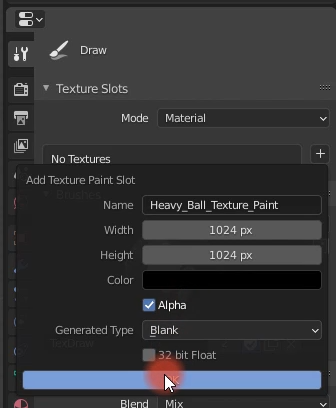 Draw
Texture Slots
Mode Material
No Textures
Add Texture Paint Slot
Name Heavy_Ball_Texture_Paint
Width 1024 px
Height 1024 px
Color
Alpha
Generated Type Blank
32 bit Float
Blend Mix